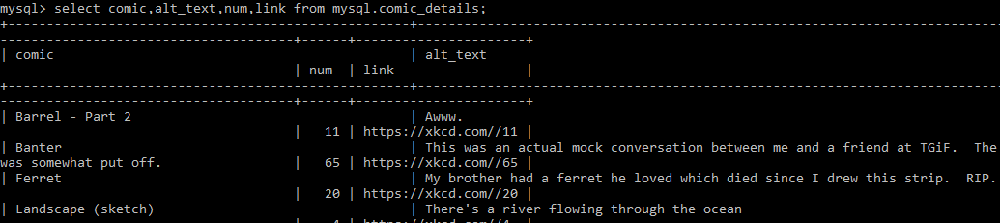 mysql> select comic,alt_text,num,link from mysql.comic_details;
| comic | alt_text
| num | link |
| Barrel - Part 2 | Awww.
| 11 | https://xkcd.com//11 |
| Banter | This was an actual mock conversation between me and a friend at TGiF. The
was somewhat put off. | 65 | https://xkcd.com//65 |
| Ferret | My brother had a ferret he loved which died since I drew this strip. RIP.
| 20 | https://xkcd.com//20 |
| Landscape (sketch) | There's a river flowing through the ocean
| 4 | https://xkcd.com//4 |